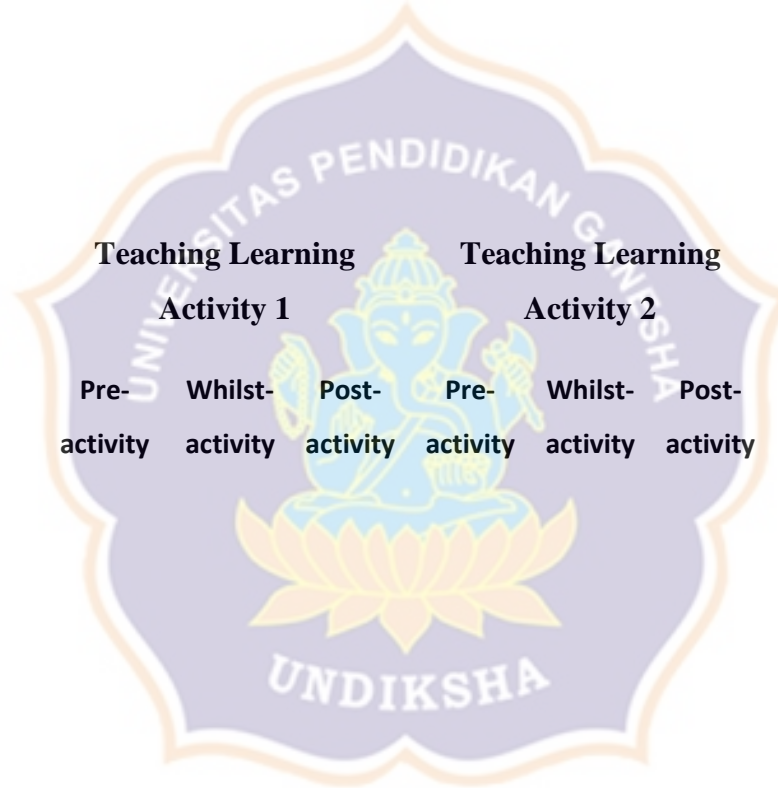 UNIVERSITAS PENDIDIKAN GANESHA
Teaching Learning Teaching Learning
Activity 1 Activity 2
Pre- Whilst- Post- Pre- Whilst- Post-
activity activity activity activity activity activity
UNDIKSHA